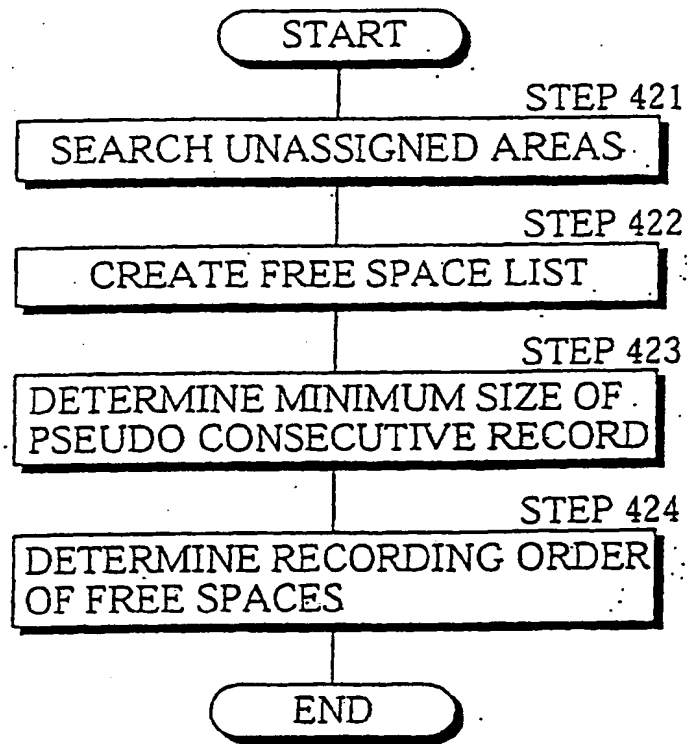 START
STEP 421
SEARCH UNASSIGNED AREAS
STEP 422
CREATE FREE SPACE LIST
STEP 423
DETERMINE MINIMUM SIZE OF
PSEUDO CONSECUTIVE RECORD
STEP 424
DETERMINE RECORDING ORDER
OF FREE SPACES
END